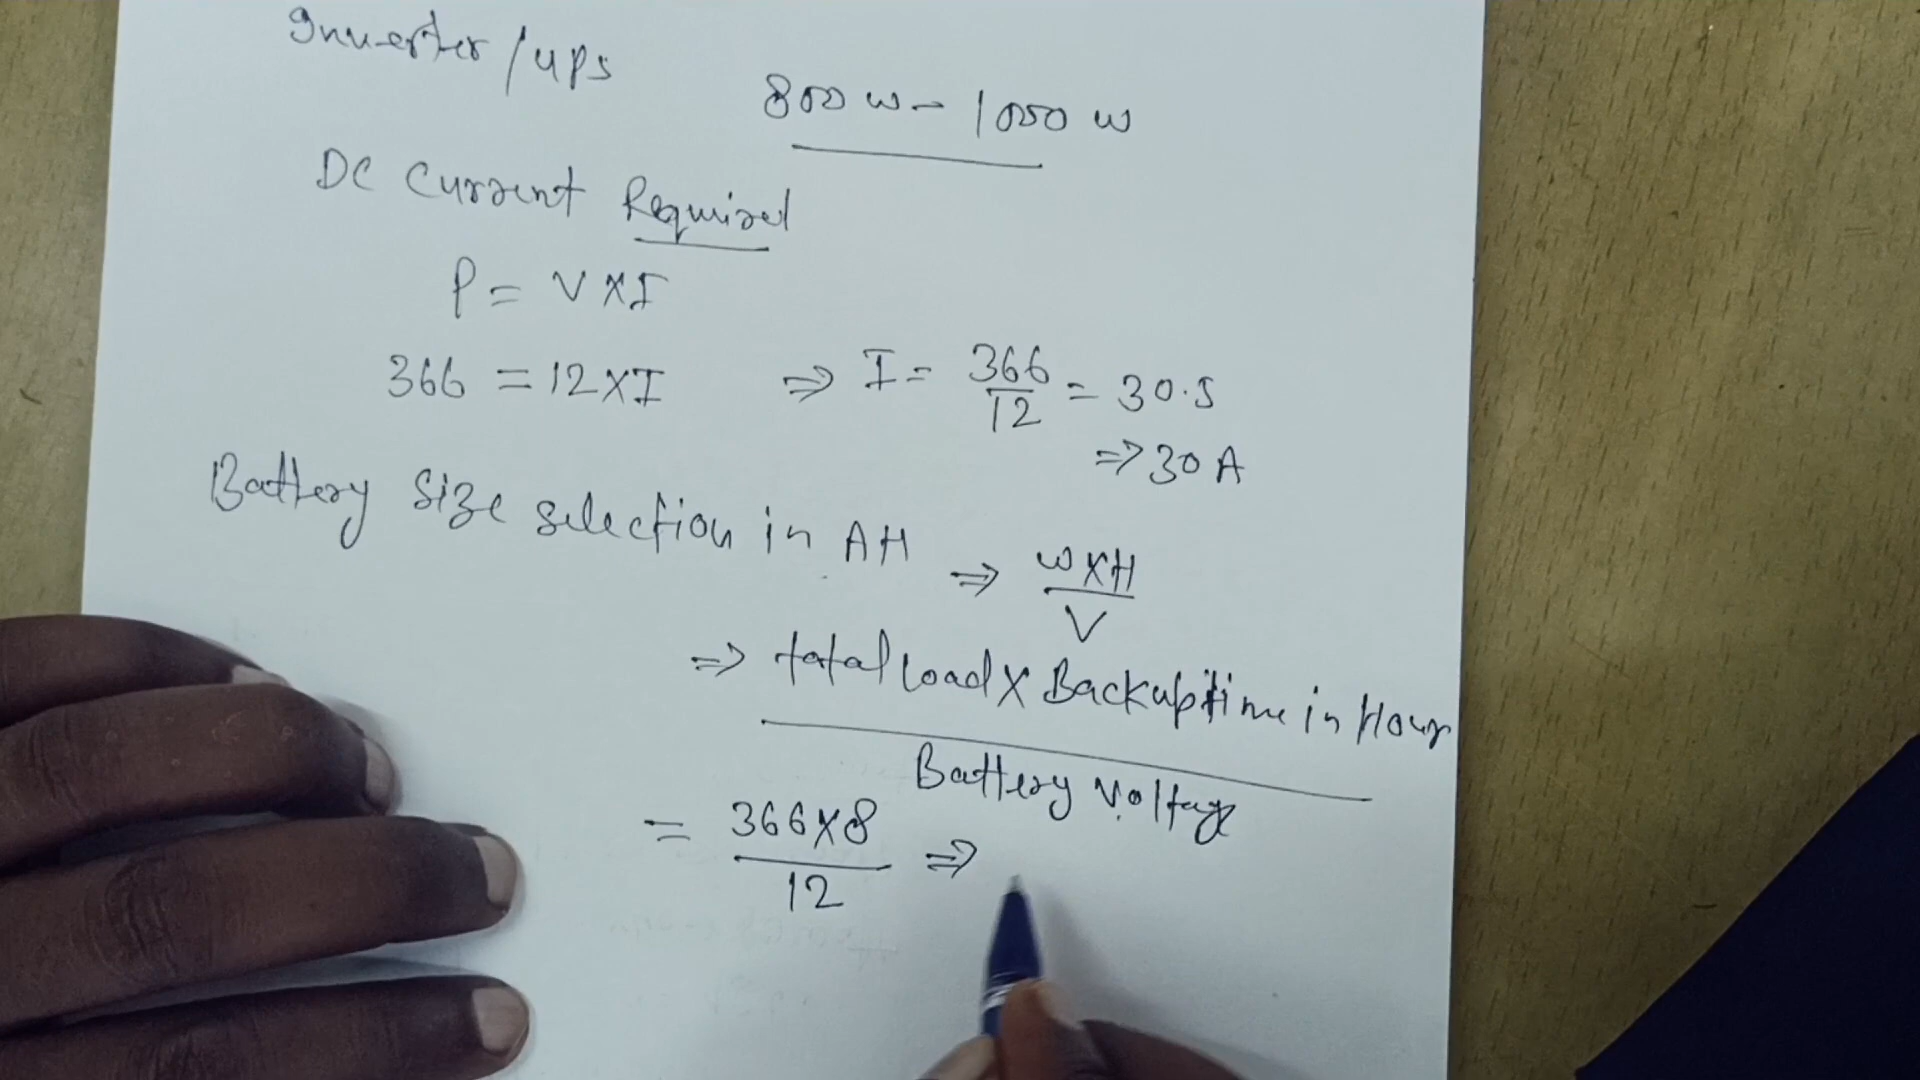 Inverter/ups
800 w - 1000 w
DC Current Required
P = V X I
366 = 12 X I ⇒ I = 366/12 = 30.5
⇒ 30 A
Battery Size selection in AH ⇒ W X H / V
⇒ total load X Backup time in Hour
Battery Voltage
= 366 X 8 / 12 ⇒